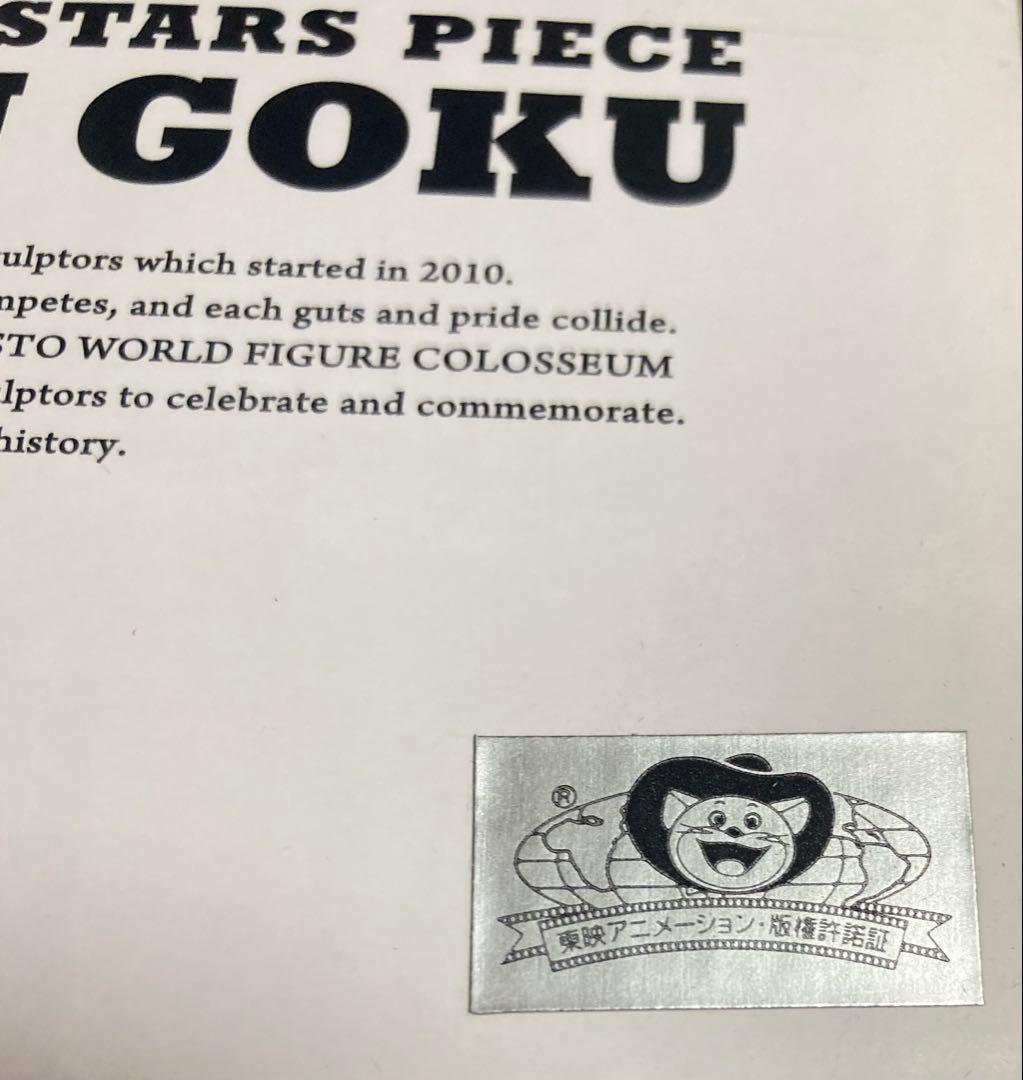 STARS PIECE
GOKU
ulptors which started in 2010.
mpetes, and each guts and pride collide.
STO WORLD FIGURE COLOSSEUM
lptors to celebrate and commemorate.
history.
®
東映アニメーション・版権許諾証